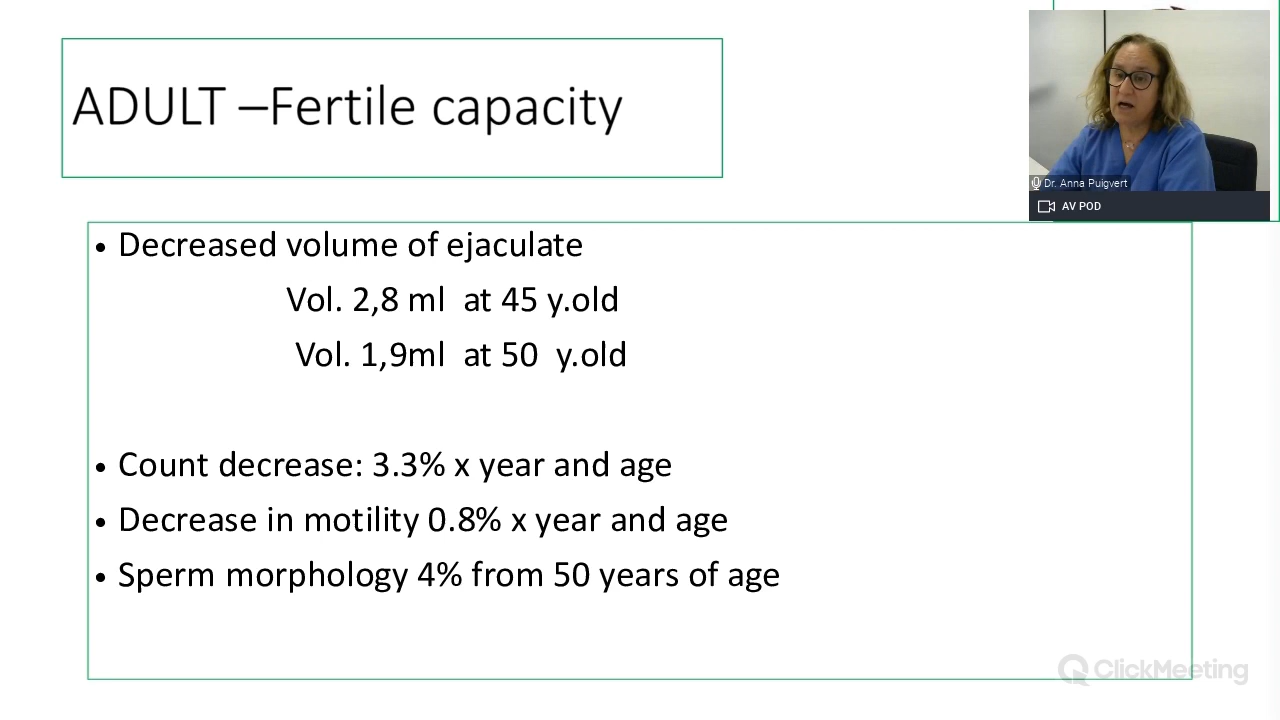 ADULT –Fertile capacity
Dr. Anna Puigvert
AV POD
• Decreased volume of ejaculate
Vol. 2,8 ml at 45 y.old
Vol. 1,9ml at 50 y.old
• Count decrease: 3.3% x year and age
• Decrease in motility 0.8% x year and age
• Sperm morphology 4% from 50 years of age
ClickMeeting